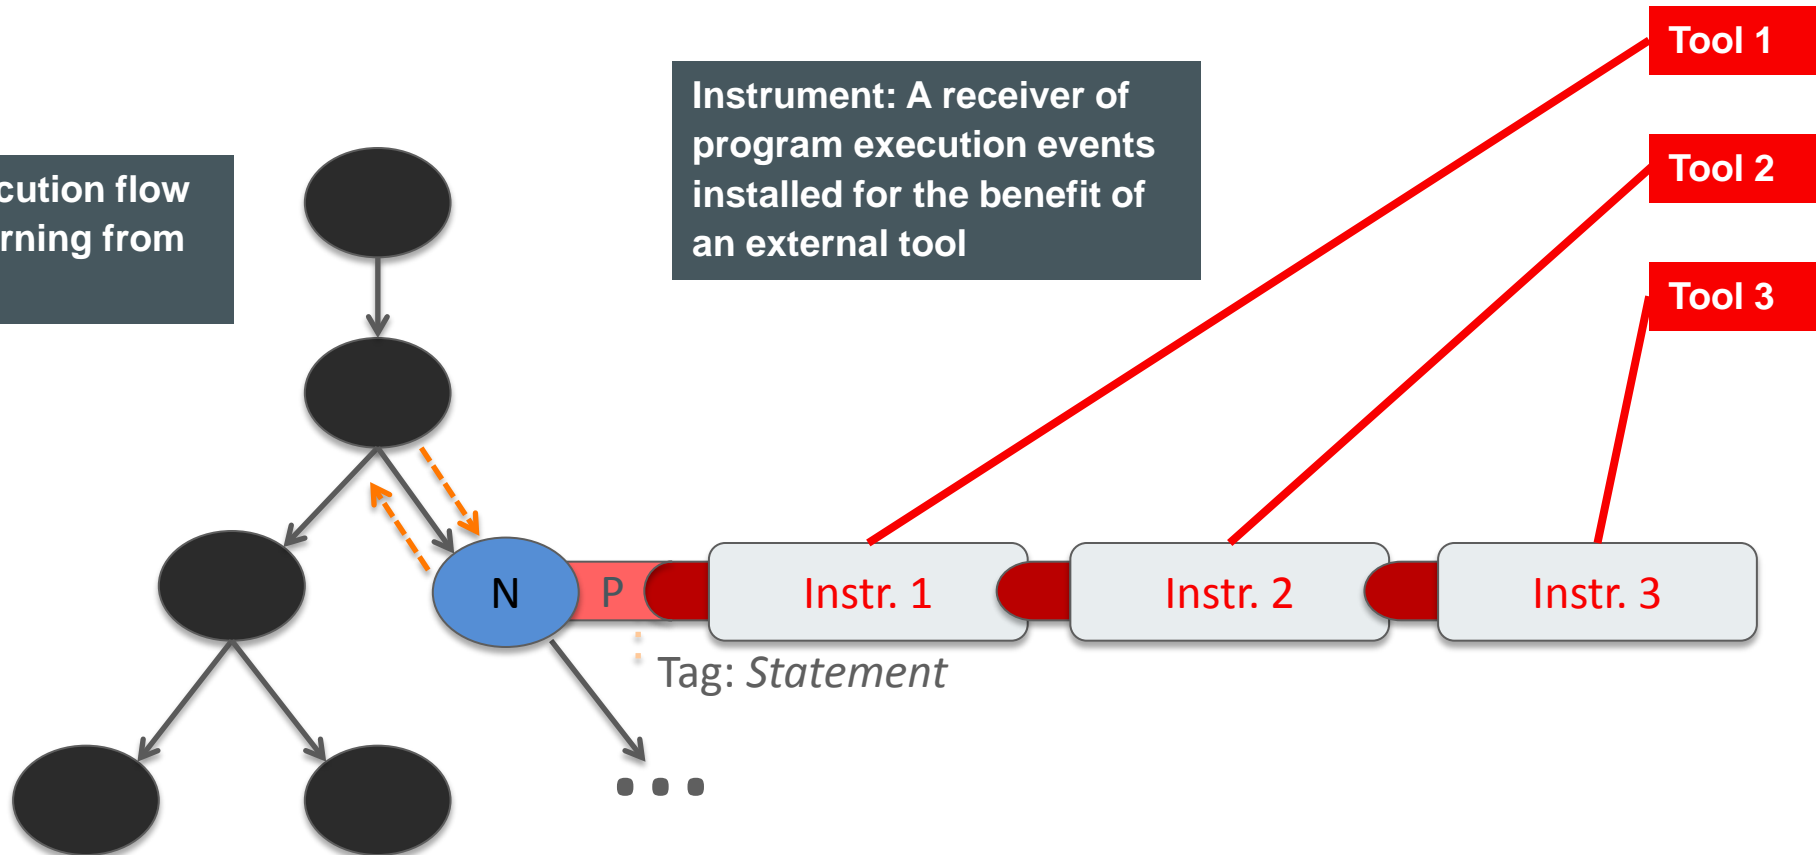 Tool 1
Instrument: A receiver of
program execution events
installed for the benefit of
an external tool
Tool 2
cution flow
rning from
Tool 3
N
P
Instr. 1
Instr. 2
Instr. 3
Tag: Statement
...